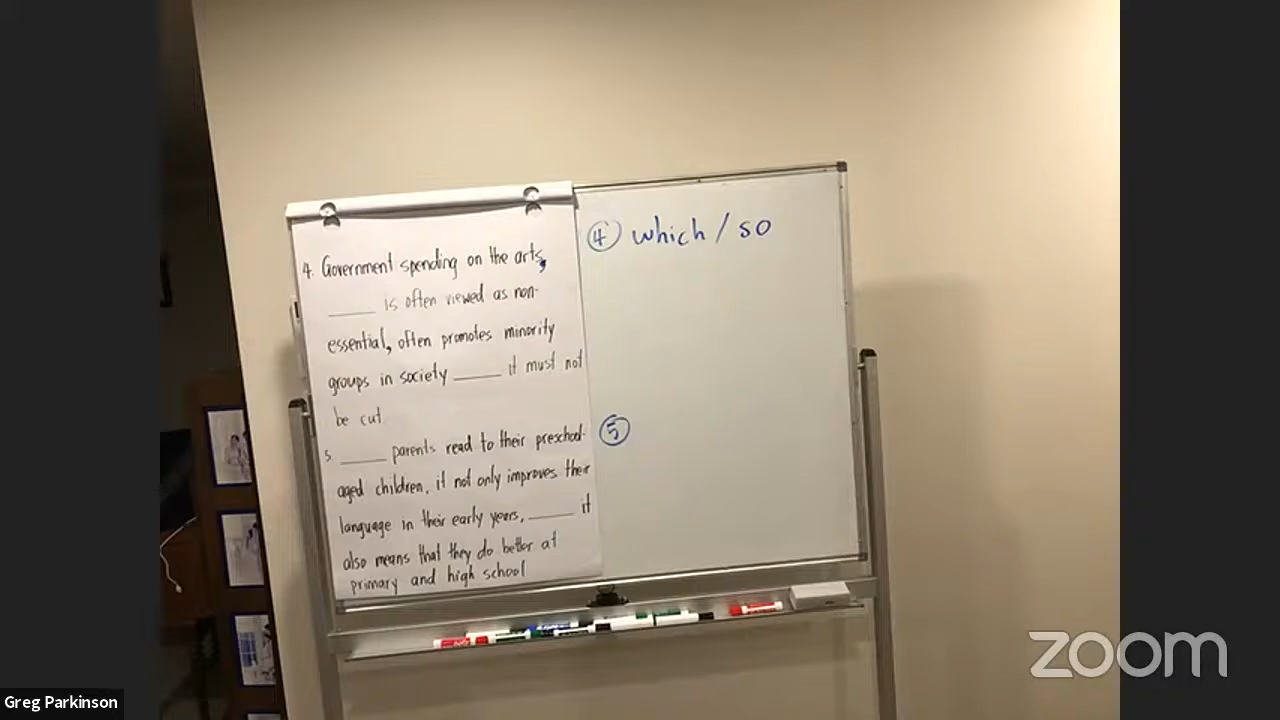 4. Government spending on the arts,
_____ is often viewed as non-
essential, often promotes minority
groups in society _____ it must not
be cut.
5. _____ parents read to their preschool-
aged children, it not only improves their
language in their early years, _____ it
also means that they do better at
primary and high school
④ which / so
⑤
zoom
Greg Parkinson